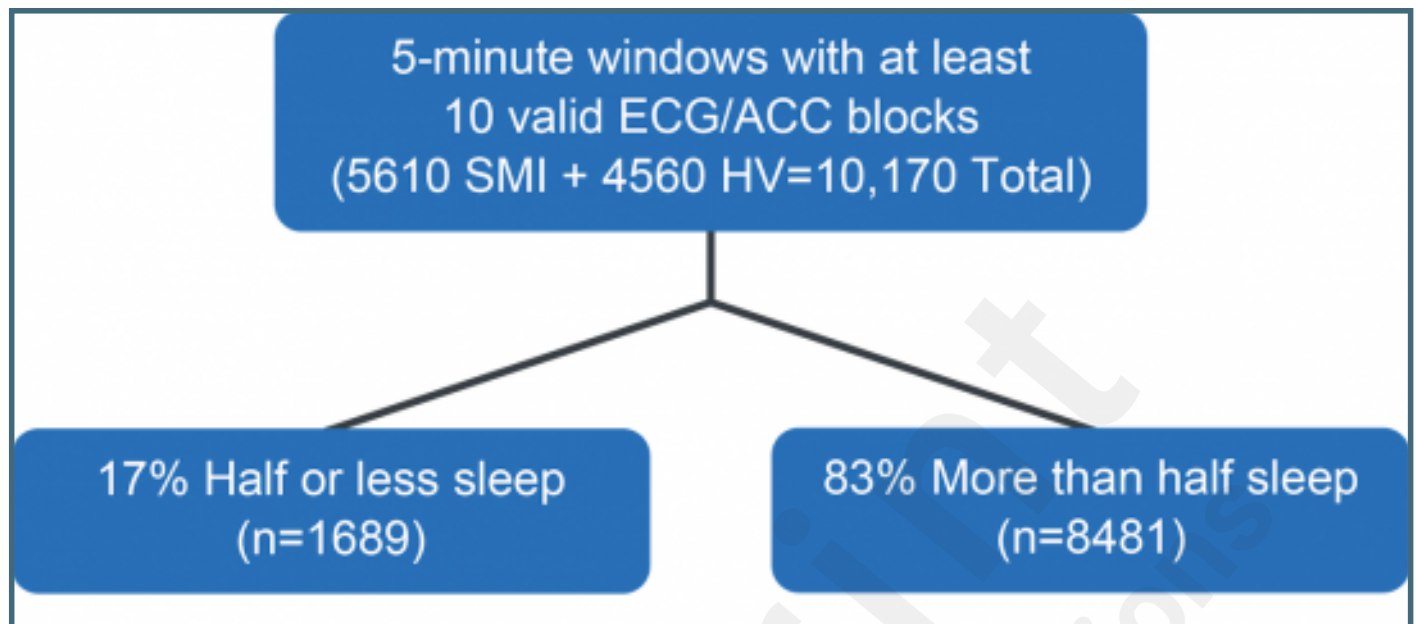 5-minute windows with at least
10 valid ECG/ACC blocks
(5610 SMI + 4560 HV=10,170 Total)
17% Half or less sleep
(n=1689)
83% More than half sleep
(n=8481)